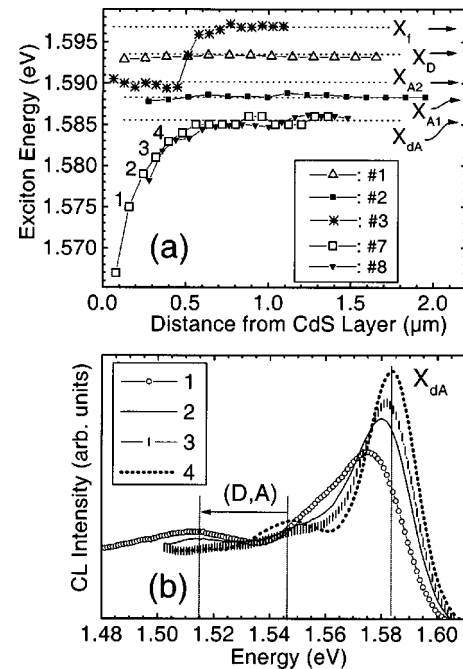 (a)
Exciton Energy (eV)
1.595
1.590
1.585
1.580
1.575
1.570
X_f
X_D
X_A2
X_A1
X_dA
1
2
3
4
: #1
: #2
: #3
: #7
: #8
0.0 0.5 1.0 1.5 2.0
Distance from CdS Layer (µm)
(b)
CL Intensity (arb. units)
1
2
3
4
X_dA
(D,A)
1.48 1.50 1.52 1.54 1.56 1.58 1.60
Energy (eV)